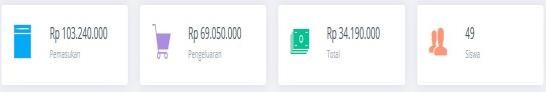 Rp 103.240.000
Pemasukan
Rp 69.050.000
Pengeluaran
Rp 34.190.000
Total
49
Siswa